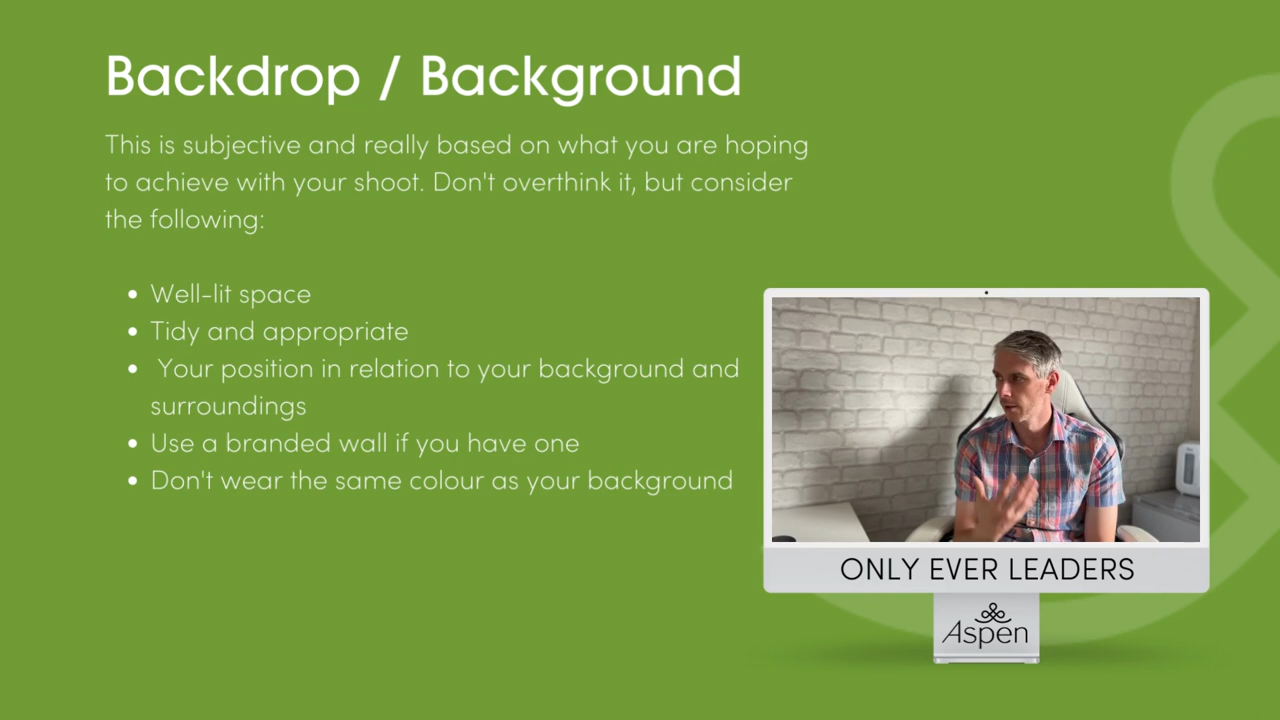 Backdrop / Background
This is subjective and really based on what you are hoping
to achieve with your shoot. Don't overthink it, but consider
the following:
• Well-lit space
• Tidy and appropriate
• Your position in relation to your background and
surroundings
• Use a branded wall if you have one
• Don't wear the same colour as your background
ONLY EVER LEADERS
Aspen